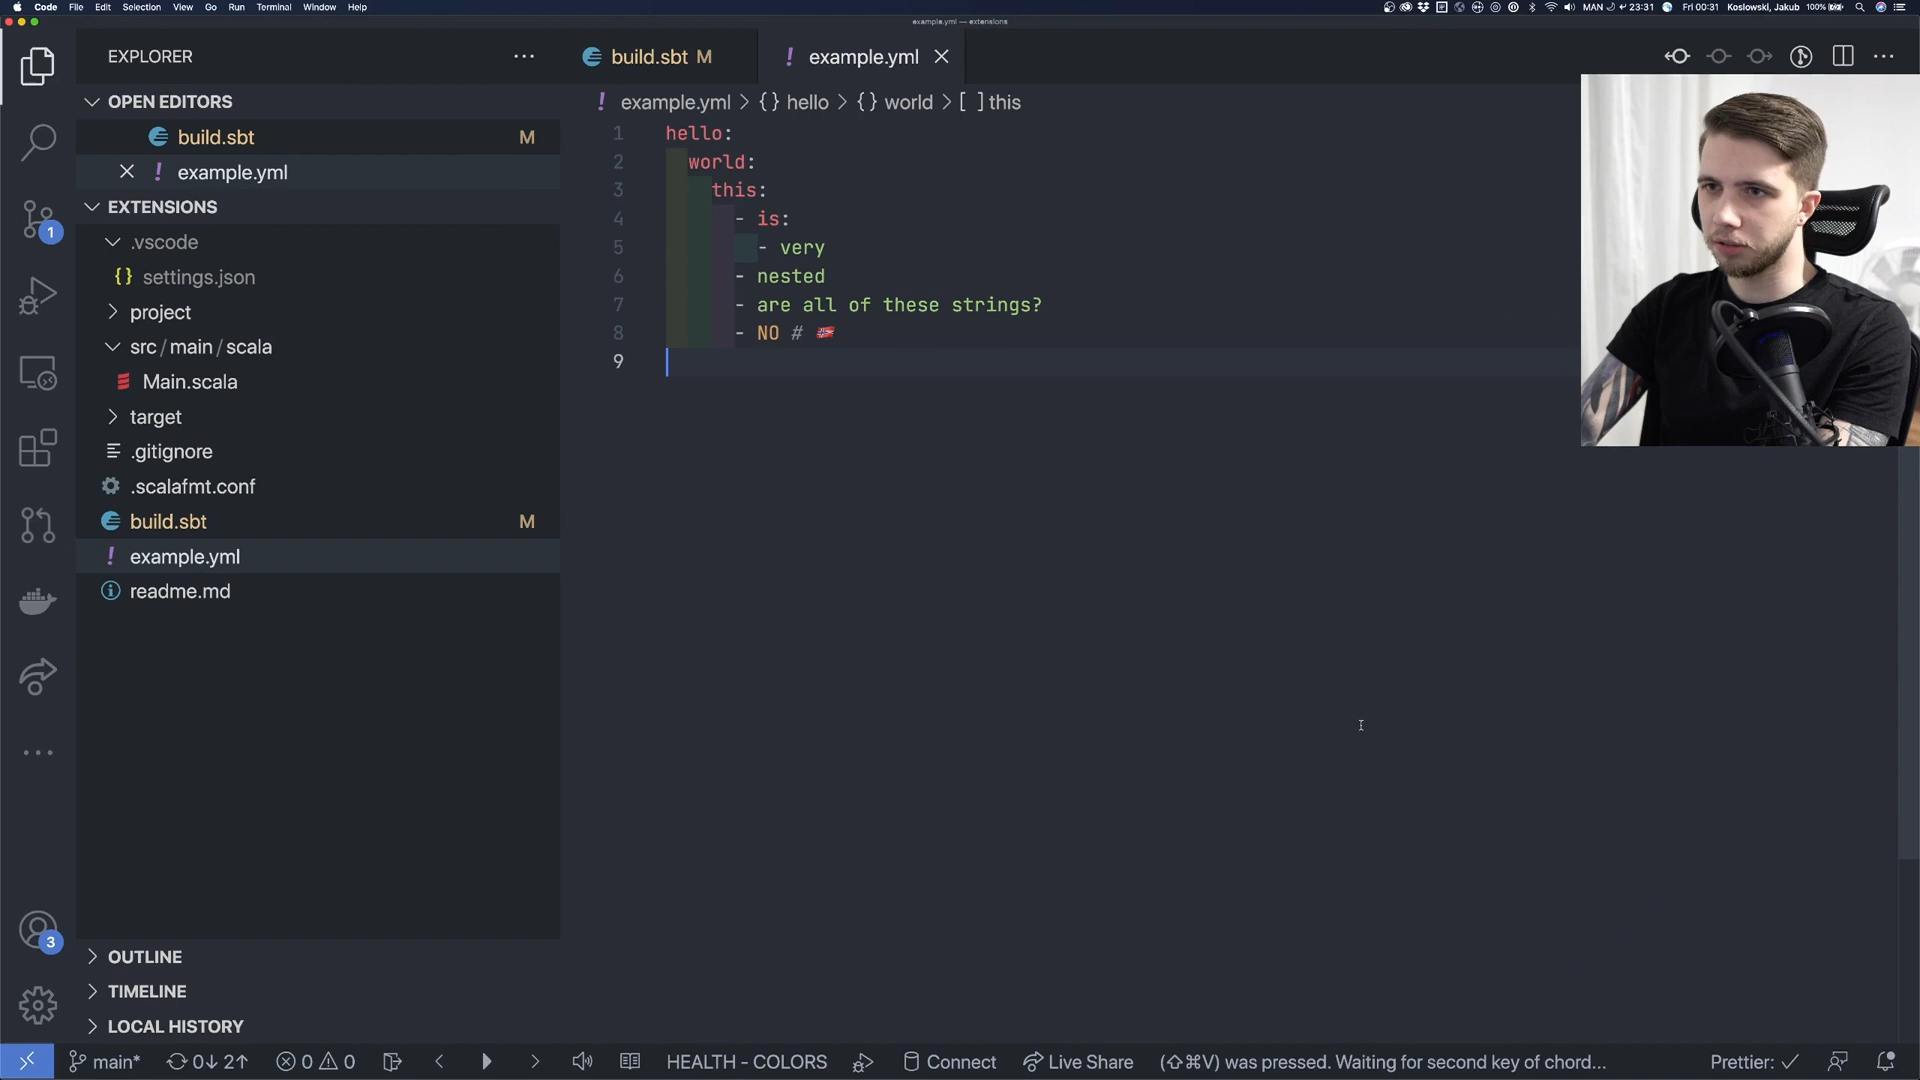 Code File Edit Selection View Go Run Terminal Window Help
MAN 23:31 Fri 00:31 Koslowski, Jakub 100%
example.yml — extensions
EXPLORER
OPEN EDITORS
build.sbt M
example.yml
EXTENSIONS
.vscode
{} settings.json
project
src / main / scala
Main.scala
target
.gitignore
.scalafmt.conf
build.sbt M
! example.yml
readme.md
OUTLINE
TIMELINE
LOCAL HISTORY
1
3
build.sbt M ! example.yml
! example.yml > {} hello > {} world > [ ] this
1 hello:
2 world:
3 this:
4 - is:
5 - very
6 - nested
7 - are all of these strings?
8 - NO # 🇳🇴
9
main* 0↓ 2↑ 0 0 HEALTH - COLORS Connect Live Share (⇧⌘V) was pressed. Waiting for second key of chord... Prettier: ✓